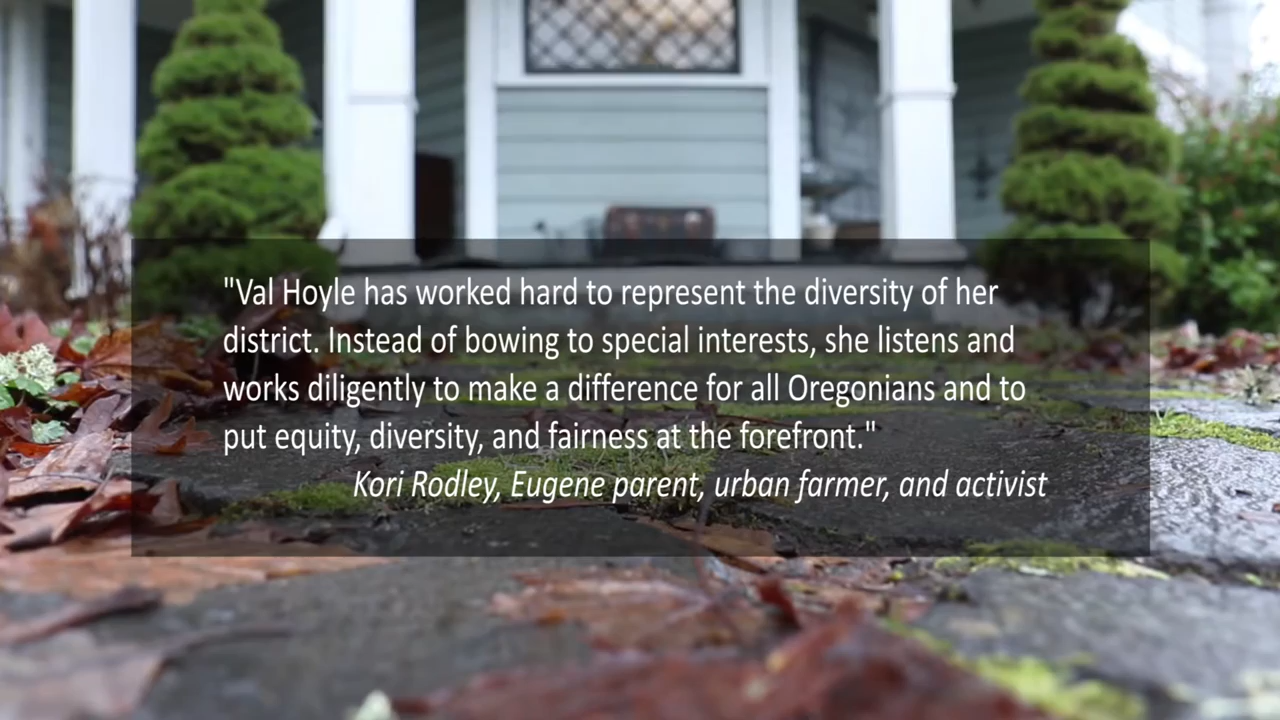 "Val Hoyle has worked hard to represent the diversity of her
district. Instead of bowing to special interests, she listens and
works diligently to make a difference for all Oregonians and to
put equity, diversity, and fairness at the forefront."
Kori Rodley, Eugene parent, urban farmer, and activist